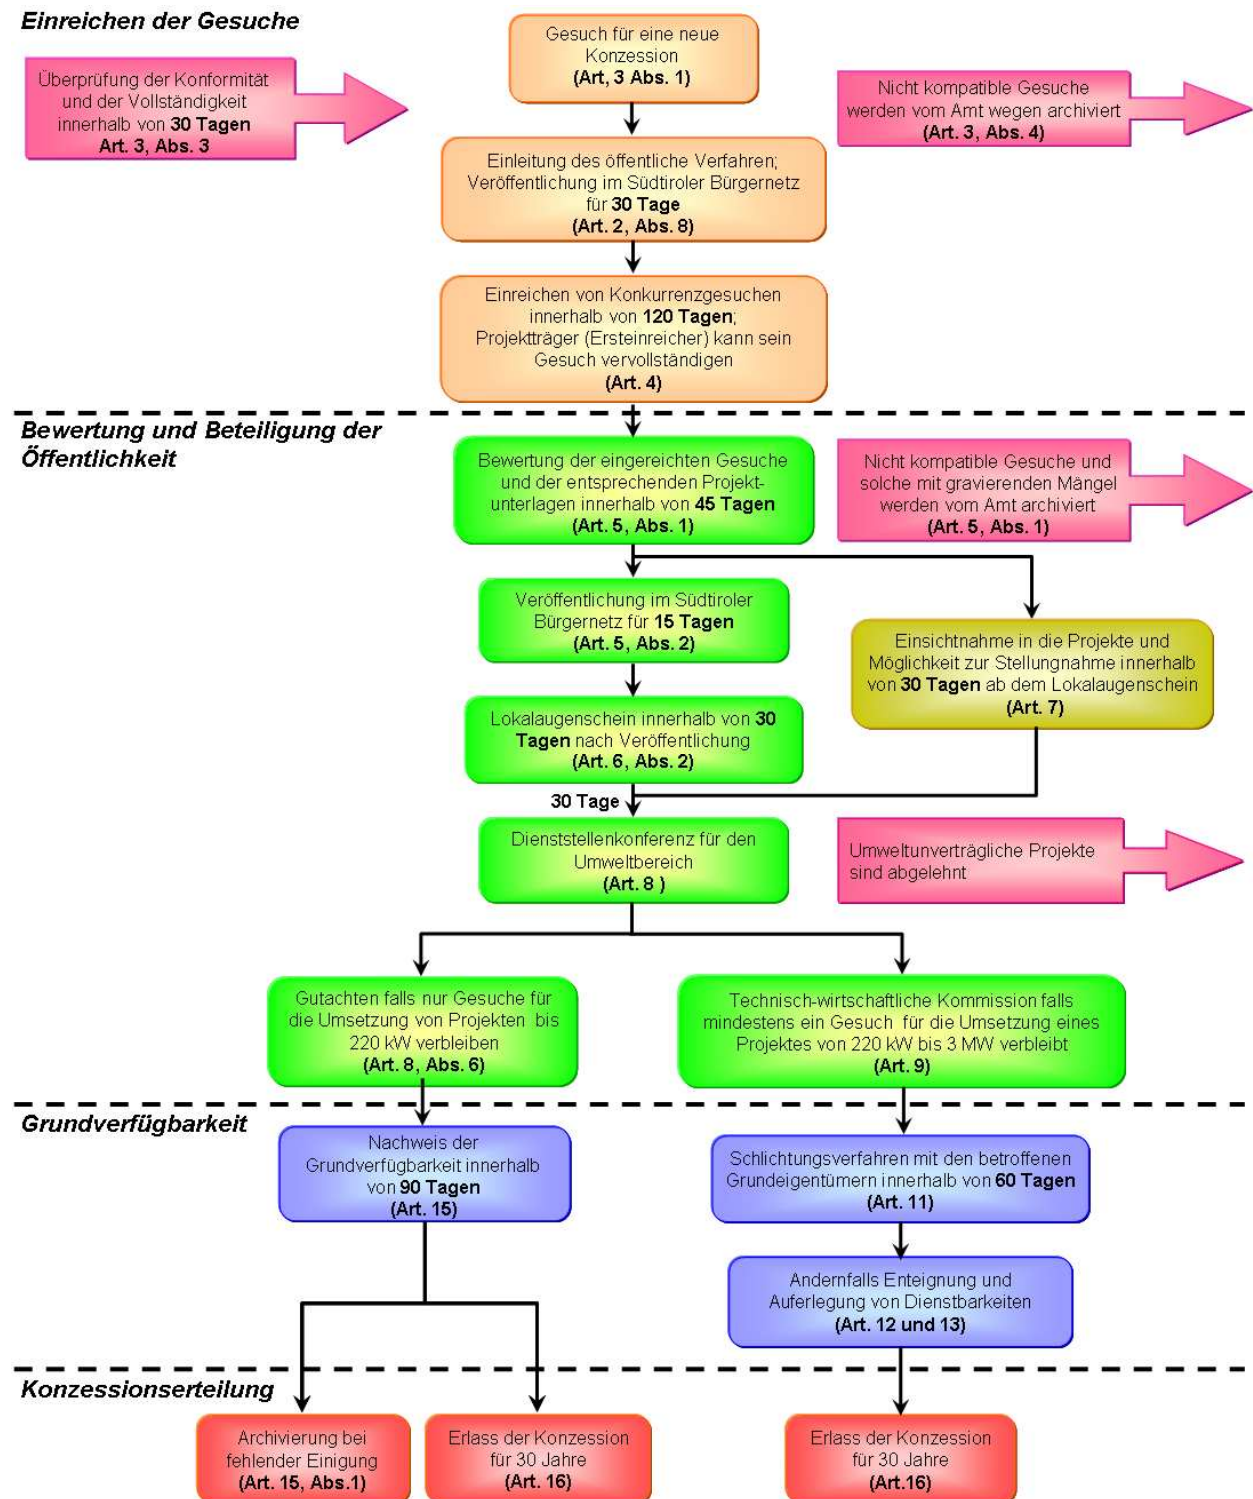 Einreichen der Gesuche
Gesuch für eine neue
Konzession
(Art, 3 Abs. 1)
Überprüfung der Konformität
und der Vollständigkeit
innerhalb von 30 Tagen
Art. 3, Abs. 3
Nicht kompatible Gesuche
werden vom Amt wegen archiviert
(Art. 3, Abs. 4)
Einleitung des öffentliche Verfahren;
Veröffentlichung im Südtiroler Bürgernetz
für 30 Tage
(Art. 2, Abs. 8)
Einreichen von Konkurrenzgesuchen
innerhalb von 120 Tagen;
Projektträger (Ersteinreicher) kann sein
Gesuch vervollständigen
(Art. 4)
Bewertung und Beteiligung der
Öffentlichkeit
Bewertung der eingereichten Gesuche
und der entsprechenden Projekt-
unterlagen innerhalb von 45 Tagen
(Art. 5, Abs. 1)
Nicht kompatible Gesuche und
solche mit gravierenden Mängel
werden vom Amt archiviert
(Art. 5, Abs. 1)
Veröffentlichung im Südtiroler
Bürgernetz für 15 Tagen
(Art. 5, Abs. 2)
Einsichtnahme in die Projekte und
Möglichkeit zur Stellungnahme innerhalb
von 30 Tagen ab dem Lokalaugenschein
(Art. 7)
Lokalaugenschein innerhalb von 30
Tagen nach Veröffentlichung
(Art. 6, Abs. 2)
30 Tage
Dienststellenkonferenz für den
Umweltbereich
(Art. 8 )
Umweltunverträgliche Projekte
sind abgelehnt
Gutachten falls nur Gesuche für
die Umsetzung von Projekten bis
220 kW verbleiben
(Art. 8, Abs. 6)
Technisch-wirtschaftliche Kommission falls
mindestens ein Gesuch für die Umsetzung eines
Projektes von 220 kW bis 3 MW verbleibt
(Art. 9)
Grundverfügbarkeit
Nachweis der
Grundverfügbarkeit innerhalb
von 90 Tagen
(Art. 15)
Schlichtungsverfahren mit den betroffenen
Grundeigentümern innerhalb von 60 Tagen
(Art. 11)
Andernfalls Enteignung und
Auferlegung von Dienstbarkeiten
(Art. 12 und 13)
Konzessionserteilung
Archivierung bei
fehlender Einigung
(Art. 15, Abs.1)
Erlass der Konzession
für 30 Jahre
(Art. 16)
Erlass der Konzession
für 30 Jahre
(Art.16)